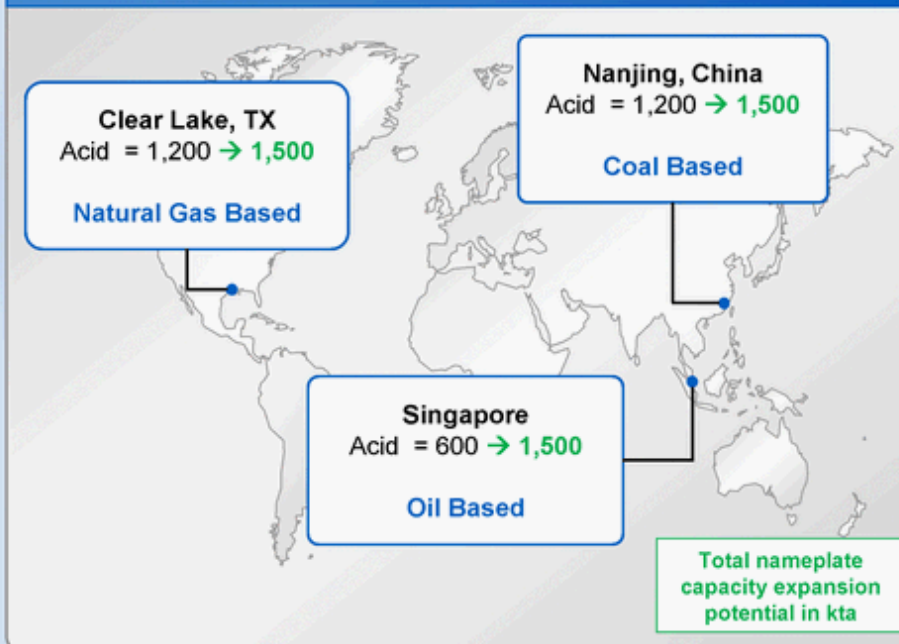 Clear Lake, TX
Acid = 1,200 → 1,500
Natural Gas Based
Nanjing, China
Acid = 1,200 → 1,500
Coal Based
Singapore
Acid = 600 → 1,500
Oil Based
Total nameplate
capacity expansion
potential in kta